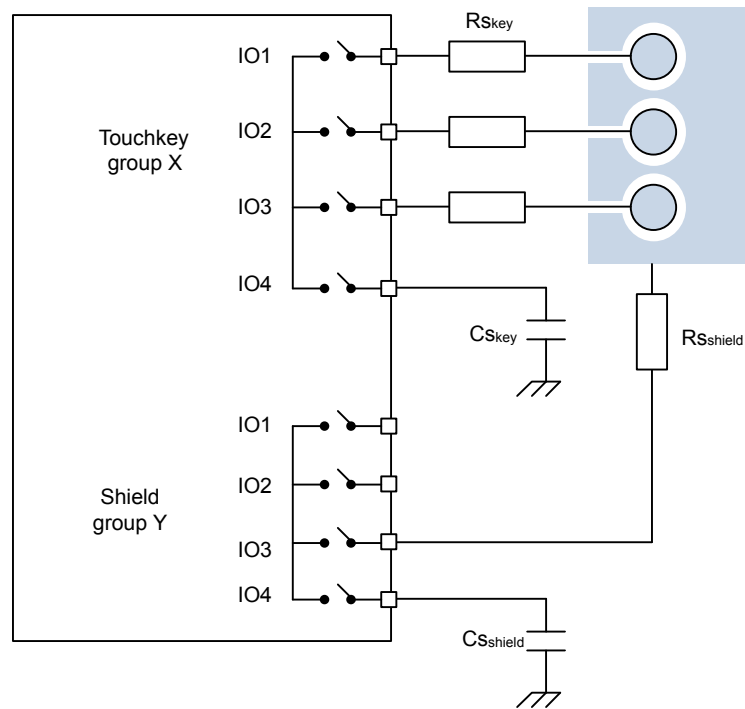 Rskey
IO1
IO2
Touchkey
group X
IO3
IO4
Cskey
Rsshield
IO1
IO2
Shield
group Y
IO3
IO4
Csshield